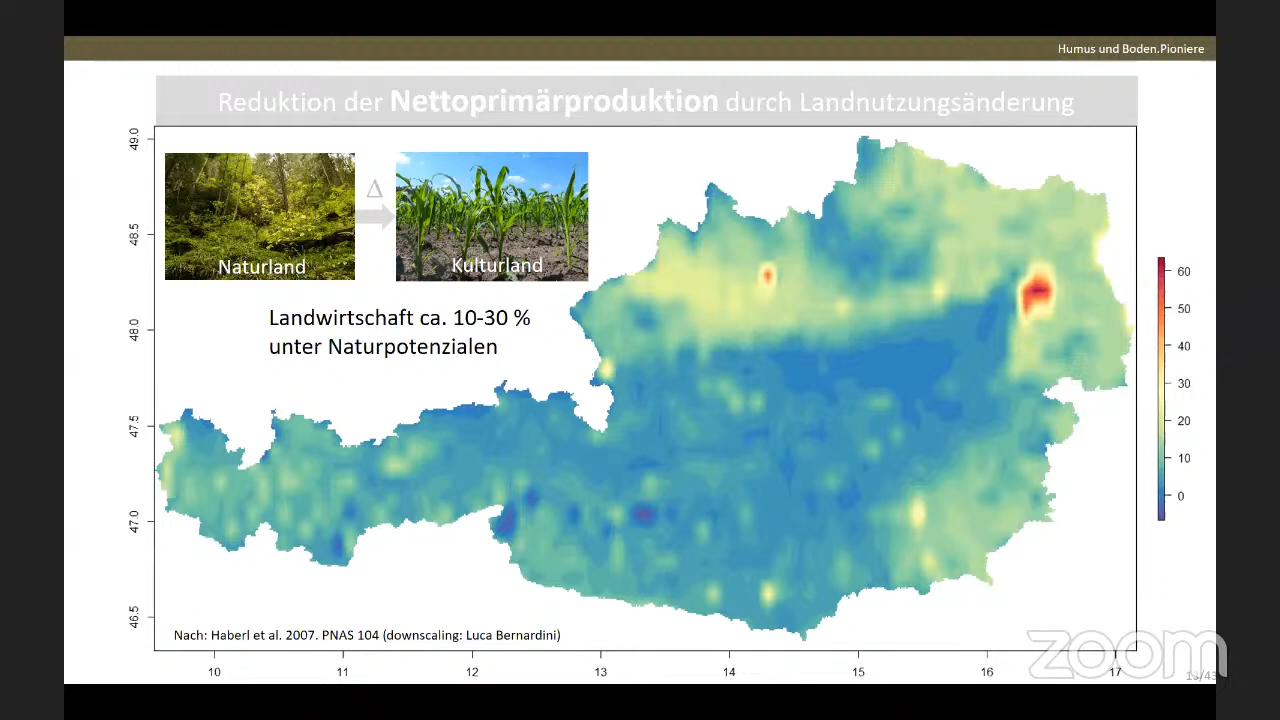 Humus und Boden.Pioniere
Reduktion der Nettoprimärproduktion durch Landnutzungsänderung
49.0
48.5
48.0
47.5
47.0
46.5
Δ
Naturland
Kulturland
Landwirtschaft ca. 10-30 %
unter Naturpotenzialen
60
50
40
30
20
10
0
Nach: Haberl et al. 2007. PNAS 104 (downscaling: Luca Bernardini)
10
11
12
13
14
15
16
17
zoom
13/43